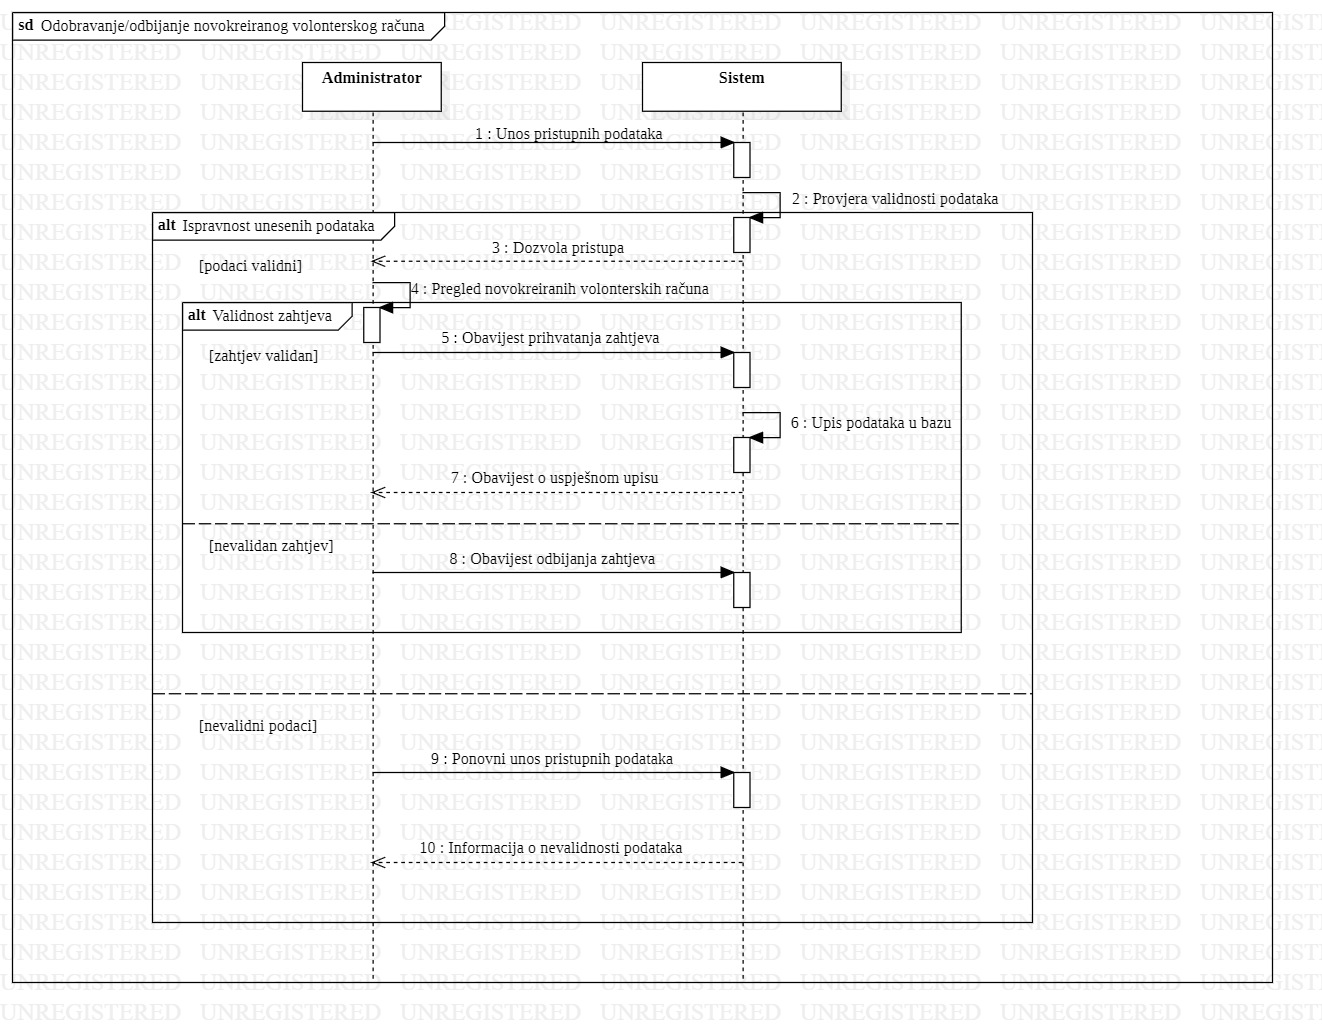 sd Odobravanje/odbijanje novokreiranog volonterskog računa
Administrator
Sistem
1 : Unos pristupnih podataka
2 : Provjera validnosti podataka
alt Ispravnost unesenih podataka
3 : Dozvola pristupa
[podaci validni]
4 : Pregled novokreiranih volonterskih računa
alt Validnost zahtjeva
5 : Obavijest prihvatanja zahtjeva
[zahtjev validan]
6 : Upis podataka u bazu
7 : Obavijest o uspješnom upisu
[nevalidan zahtjev]
8 : Obavijest odbijanja zahtjeva
[nevalidni podaci]
9 : Ponovni unos pristupnih podataka
10 : Informacija o nevalidnosti podataka
UNREGISTERED